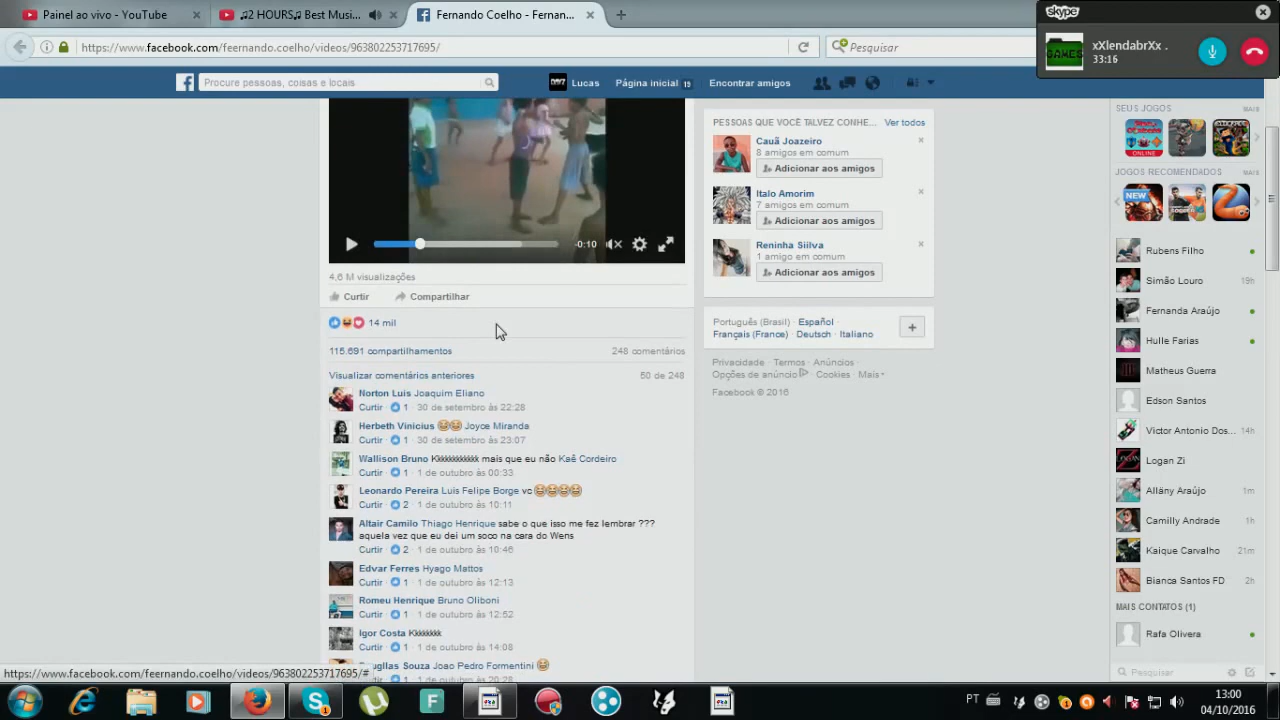 Painel ao vivo - YouTube
♫2 HOURS♫ Best Musi...
Fernando Coelho - Fernan...
https://www.facebook.com/feernando.coelho/videos/963802253717695/
Pesquisar
skype
xXlendabrXx .
33:16
GAMES
Procure pessoas, coisas e locais
Lucas
Página inicial 15
Encontrar amigos
-0:10
4,6 M visualizações
Curtir Compartilhar
14 mil
115.691 compartilhamentos 248 comentários
Visualizar comentários anteriores 50 de 248
Norton Luis Joaquim Eliano
Curtir 1 · 30 de setembro às 22:28
Herbeth Vinicius 😂😂 Joyce Miranda
Curtir 1 · 30 de setembro às 23:07
Wallison Bruno Kkkkkkkkkkk mais que eu não Kaê Cordeiro
Curtir 1 · 1 de outubro às 00:33
Leonardo Pereira Luis Felipe Borge vc 😂😂😂😂
Curtir 2 · 1 de outubro às 10:11
Altair Camilo Thiago Henrique sabe o que isso me fez lembrar ???
aquela vez que eu dei um soco na cara do Wens
Curtir 2 · 1 de outubro às 10:46
Edvar Ferres Hyago Mattos
Curtir 1 · 1 de outubro às 12:13
Romeu Henrique Bruno Oliboni
Curtir 1 · 1 de outubro às 12:52
Igor Costa Kkkkkkk
Curtir 1 · 1 de outubro às 14:08
Souza Joao Pedro Formentini 😂
PESSOAS QUE VOCÊ TALVEZ CONHE... Ver todos
Cauã Joazeiro
8 amigos em comum
Adicionar aos amigos
Italo Amorim
7 amigos em comum
Adicionar aos amigos
Reninha Siilva
1 amigo em comum
Adicionar aos amigos
Português (Brasil) · Español ·
Français (France) · Deutsch · Italiano
Privacidade · Termos · Anúncios ·
Opções de anúncio · Cookies · Mais
Facebook © 2016
SEUS JOGOS MAIS
ONLINE
JOGOS RECOMENDADOS MAIS
NEW
Rubens Filho
Simão Louro 19h
Fernanda Araújo
Hulle Farias
Matheus Guerra
Edson Santos
Victor Antonio Dos... 14h
Logan Zi
Allány Araújo 1m
Camilly Andrade 1h
Kaique Carvalho 21m
Bianca Santos FD 2h
MAIS CONTATOS (1)
Rafa Olivera
Pesquisar
https://www.facebook.com/feernando.coelho/videos/963802253717695/#
PT
13:00
04/10/2016